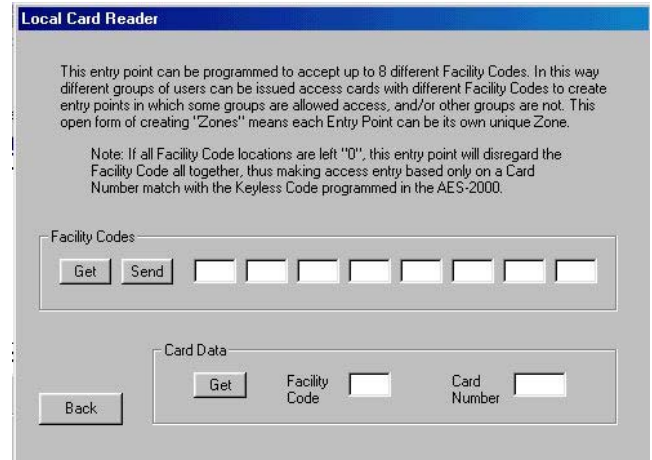 Local Card Reader
This entry point can be programmed to accept up to 8 different Facility Codes. In this way
different groups of users can be issued access cards with different Facility Codes to create
entry points in which some groups are allowed access, and/or other groups are not. This
open form of creating "Zones" means each Entry Point can be its own unique Zone.
Note: If all Facility Code locations are left "0", this entry point will disregard the
Facility Code all together, thus making access entry based only on a Card
Number match with the Keyless Code programmed in the AES-2000.
Facility Codes
Get Send
Card Data
Get Facility Code Card Number
Back